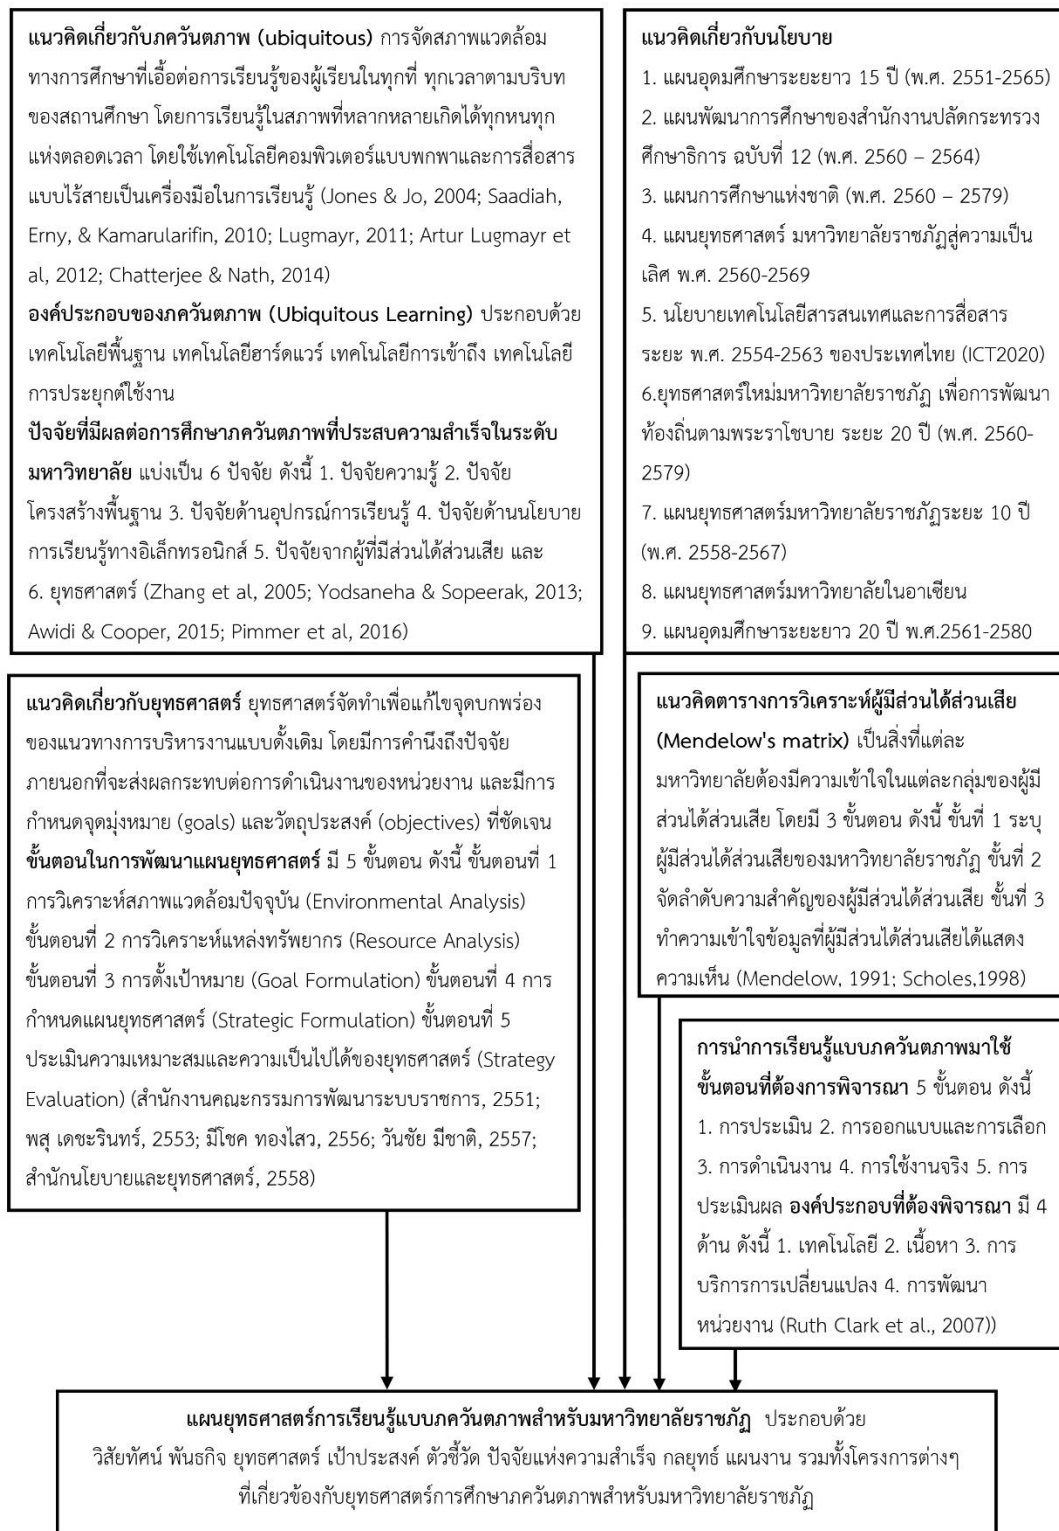 แนวคิดเกี่ยวกับภควันตภาพ (ubiquitous) การจัดสภาพแวดล้อม
ทางการศึกษาที่เอื้อต่อการเรียนรู้ของผู้เรียนในทุกที่ ทุกเวลาตามบริบท
ของสถานศึกษา โดยการเรียนรู้ในสภาพที่หลากหลายเกิดได้ทุกหนทุก
แห่งตลอดเวลา โดยใช้เทคโนโลยีคอมพิวเตอร์แบบพกพาและการสื่อสาร
แบบไร้สายเป็นเครื่องมือในการเรียนรู้ (Jones & Jo, 2004; Saadiah,
Erny, & Kamarularifin, 2010; Lugmayr, 2011; Artur Lugmayr et
al, 2012; Chatterjee & Nath, 2014)
องค์ประกอบของภควันตภาพ (Ubiquitous Learning) ประกอบด้วย
เทคโนโลยีพื้นฐาน เทคโนโลยีฮาร์ดแวร์ เทคโนโลยีการเข้าถึง เทคโนโลยี
การประยุกต์ใช้งาน
ปัจจัยที่มีผลต่อการศึกษาภควันตภาพที่ประสบความสำเร็จในระดับ
มหาวิทยาลัย แบ่งเป็น 6 ปัจจัย ดังนี้ 1. ปัจจัยความรู้ 2. ปัจจัย
โครงสร้างพื้นฐาน 3. ปัจจัยด้านอุปกรณ์การเรียนรู้ 4. ปัจจัยด้านนโยบาย
การเรียนรู้ทางอิเล็กทรอนิกส์ 5. ปัจจัยจากผู้ที่มีส่วนได้ส่วนเสีย และ
6. ยุทธศาสตร์ (Zhang et al, 2005; Yodsaneha & Sopeerak, 2013;
Awidi & Cooper, 2015; Pimmer et al, 2016)
แนวคิดเกี่ยวกับนโยบาย
1. แผนอุดมศึกษาระยะยาว 15 ปี (พ.ศ. 2551-2565)
2. แผนพัฒนาการศึกษาของสำนักงานปลัดกระทรวง
ศึกษาธิการ ฉบับที่ 12 (พ.ศ. 2560 – 2564)
3. แผนการศึกษาแห่งชาติ (พ.ศ. 2560 – 2579)
4. แผนยุทธศาสตร์ มหาวิทยาลัยราชภัฏสู่ความเป็น
เลิศ พ.ศ. 2560-2569
5. นโยบายเทคโนโลยีสารสนเทศและการสื่อสาร
ระยะ พ.ศ. 2554-2563 ของประเทศไทย (ICT2020)
6.ยุทธศาสตร์ใหม่มหาวิทยาลัยราชภัฏ เพื่อการพัฒนา
ท้องถิ่นตามพระราโชบาย ระยะ 20 ปี (พ.ศ. 2560-
2579)
7. แผนยุทธศาสตร์มหาวิทยาลัยราชภัฏระยะ 10 ปี
(พ.ศ. 2558-2567)
8. แผนยุทธศาสตร์มหาวิทยาลัยในอาเซียน
9. แผนอุดมศึกษาระยะยาว 20 ปี พ.ศ.2561-2580
แนวคิดเกี่ยวกับยุทธศาสตร์ ยุทธศาสตร์จัดทำเพื่อแก้ไขจุดบกพร่อง
ของแนวทางการบริหารงานแบบดั้งเดิม โดยมีการคำนึงถึงปัจจัย
ภายนอกที่จะส่งผลกระทบต่อการดำเนินงานของหน่วยงาน และมีการ
กำหนดจุดมุ่งหมาย (goals) และวัตถุประสงค์ (objectives) ที่ชัดเจน
ขั้นตอนในการพัฒนาแผนยุทธศาสตร์ มี 5 ขั้นตอน ดังนี้ ขั้นตอนที่ 1
การวิเคราะห์สภาพแวดล้อมปัจจุบัน (Environmental Analysis)
ขั้นตอนที่ 2 การวิเคราะห์แหล่งทรัพยากร (Resource Analysis)
ขั้นตอนที่ 3 การตั้งเป้าหมาย (Goal Formulation) ขั้นตอนที่ 4 การ
กำหนดแผนยุทธศาสตร์ (Strategic Formulation) ขั้นตอนที่ 5
ประเมินความเหมาะสมและความเป็นไปได้ของยุทธศาสตร์ (Strategy
Evaluation) (สำนักงานคณะกรรมการพัฒนาระบบราชการ, 2551;
พสุ เดชะรินทร์, 2553; มีโชค ทองไสว, 2556; วันชัย มีชาติ, 2557;
สำนักนโยบายและยุทธศาสตร์, 2558)
แนวคิดตารางการวิเคราะห์ผู้มีส่วนได้ส่วนเสีย
(Mendelow's matrix) เป็นสิ่งที่แต่ละ
มหาวิทยาลัยต้องมีความเข้าใจในแต่ละกลุ่มของผู้มี
ส่วนได้ส่วนเสีย โดยมี 3 ขั้นตอน ดังนี้ ขั้นที่ 1 ระบุ
ผู้มีส่วนได้ส่วนเสียของมหาวิทยาลัยราชภัฏ ขั้นที่ 2
จัดลำดับความสำคัญของผู้มีส่วนได้ส่วนเสีย ขั้นที่ 3
ทำความเข้าใจข้อมูลที่ผู้มีส่วนได้ส่วนเสียได้แสดง
ความเห็น (Mendelow, 1991; Scholes,1998)
การนำการเรียนรู้แบบภควันตภาพมาใช้
ขั้นตอนที่ต้องการพิจารณา 5 ขั้นตอน ดังนี้
1. การประเมิน 2. การออกแบบและการเลือก
3. การดำเนินงาน 4. การใช้งานจริง 5. การ
ประเมินผล องค์ประกอบที่ต้องพิจารณา มี 4
ด้าน ดังนี้ 1. เทคโนโลยี 2. เนื้อหา 3. การ
บริการการเปลี่ยนแปลง 4. การพัฒนา
หน่วยงาน (Ruth Clark et al., 2007))
แผนยุทธศาสตร์การเรียนรู้แบบภควันตภาพสำหรับมหาวิทยาลัยราชภัฏ ประกอบด้วย
วิสัยทัศน์ พันธกิจ ยุทธศาสตร์ เป้าประสงค์ ตัวชี้วัด ปัจจัยแห่งความสำเร็จ กลยุทธ์ แผนงาน รวมทั้งโครงการต่างๆ
ที่เกี่ยวข้องกับยุทธศาสตร์การศึกษาภควันตภาพสำหรับมหาวิทยาลัยราชภัฏ